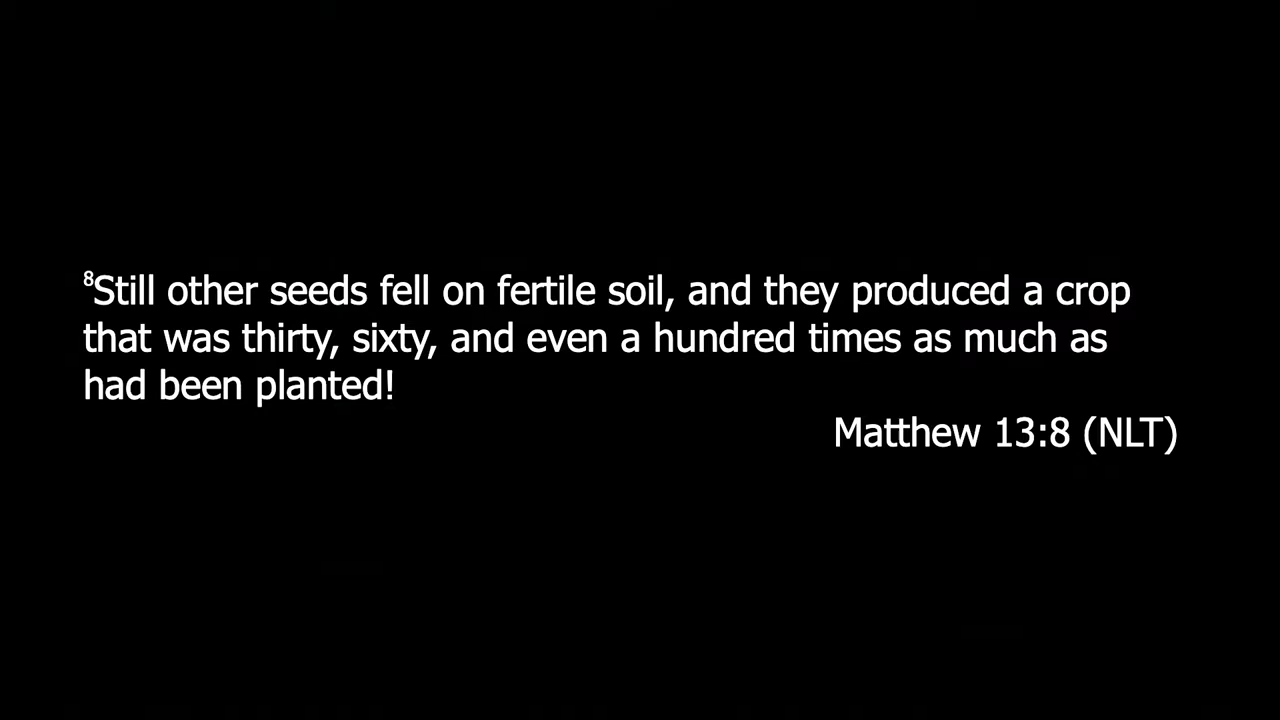 ⁸Still other seeds fell on fertile soil, and they produced a crop
that was thirty, sixty, and even a hundred times as much as
had been planted!
Matthew 13:8 (NLT)